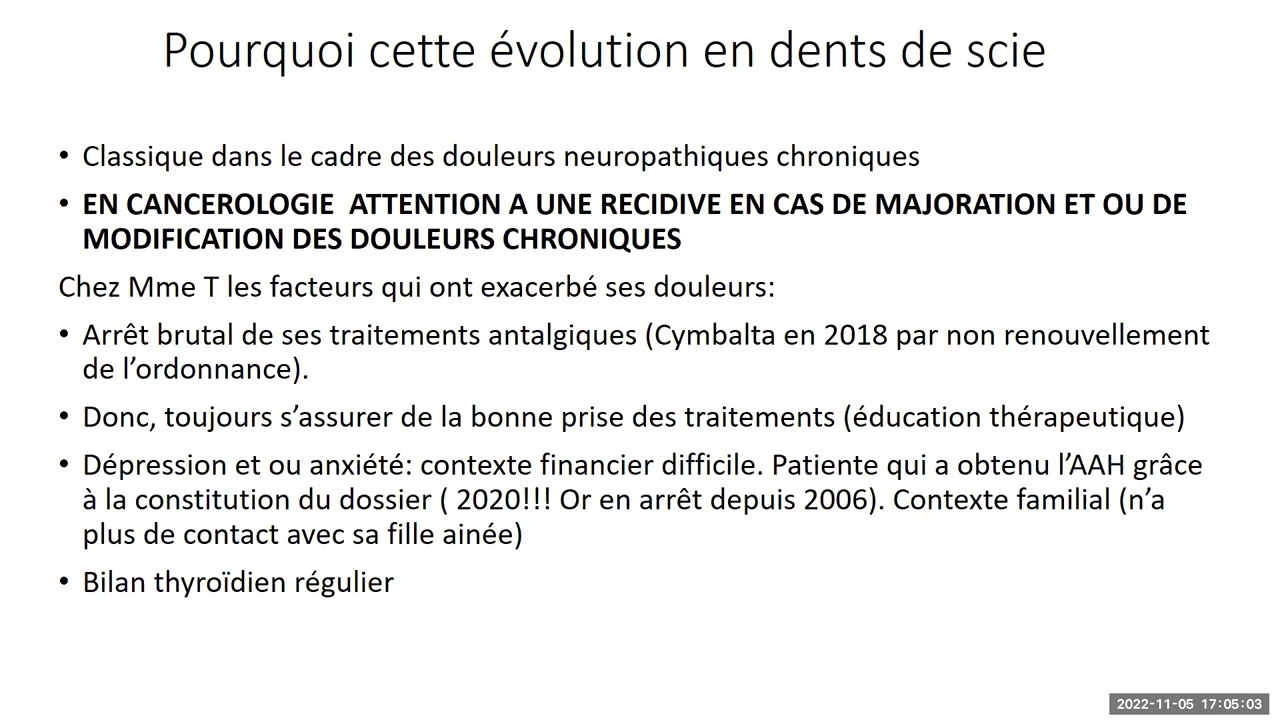 Pourquoi cette évolution en dents de scie
• Classique dans le cadre des douleurs neuropathiques chroniques
• EN CANCEROLOGIE  ATTENTION A UNE RECIDIVE EN CAS DE MAJORATION ET OU DE
MODIFICATION DES DOULEURS CHRONIQUES
Chez Mme T les facteurs qui ont exacerbé ses douleurs:
• Arrêt brutal de ses traitements antalgiques (Cymbalta en 2018 par non renouvellement
de l’ordonnance).
• Donc, toujours s’assurer de la bonne prise des traitements (éducation thérapeutique)
• Dépression et ou anxiété: contexte financier difficile. Patiente qui a obtenu l’AAH grâce
à la constitution du dossier ( 2020!!! Or en arrêt depuis 2006). Contexte familial (n’a
plus de contact avec sa fille ainée)
• Bilan thyroïdien régulier
2022-11-05 17:05:03